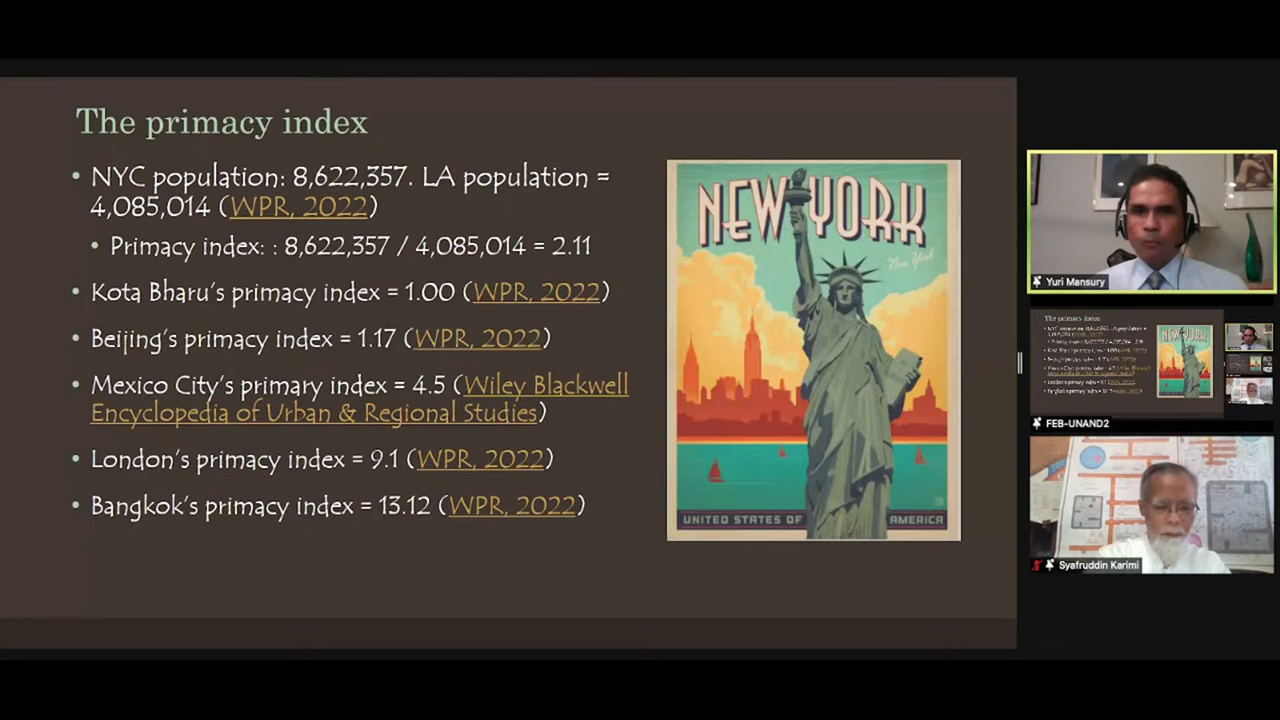 The primacy index
• NYC population: 8,622,357. LA population =
4,085,014 (WPR, 2022)
• Primacy index: : 8,622,357 / 4,085,014 = 2.11
• Kota Bharu's primacy index = 1.00 (WPR, 2022)
• Beijing's primacy index = 1.17 (WPR, 2022)
• Mexico City's primary index = 4.5 (Wiley Blackwell
Encyclopedia of Urban & Regional Studies)
• London's primacy index = 9.1 (WPR, 2022)
• Bangkok's primacy index = 13.12 (WPR, 2022)
NEW YORK
New York
UNITED STATES OF AMERICA
Yuri Mansury
The primacy index
FEB-UNAND2
Syafruddin Karimi